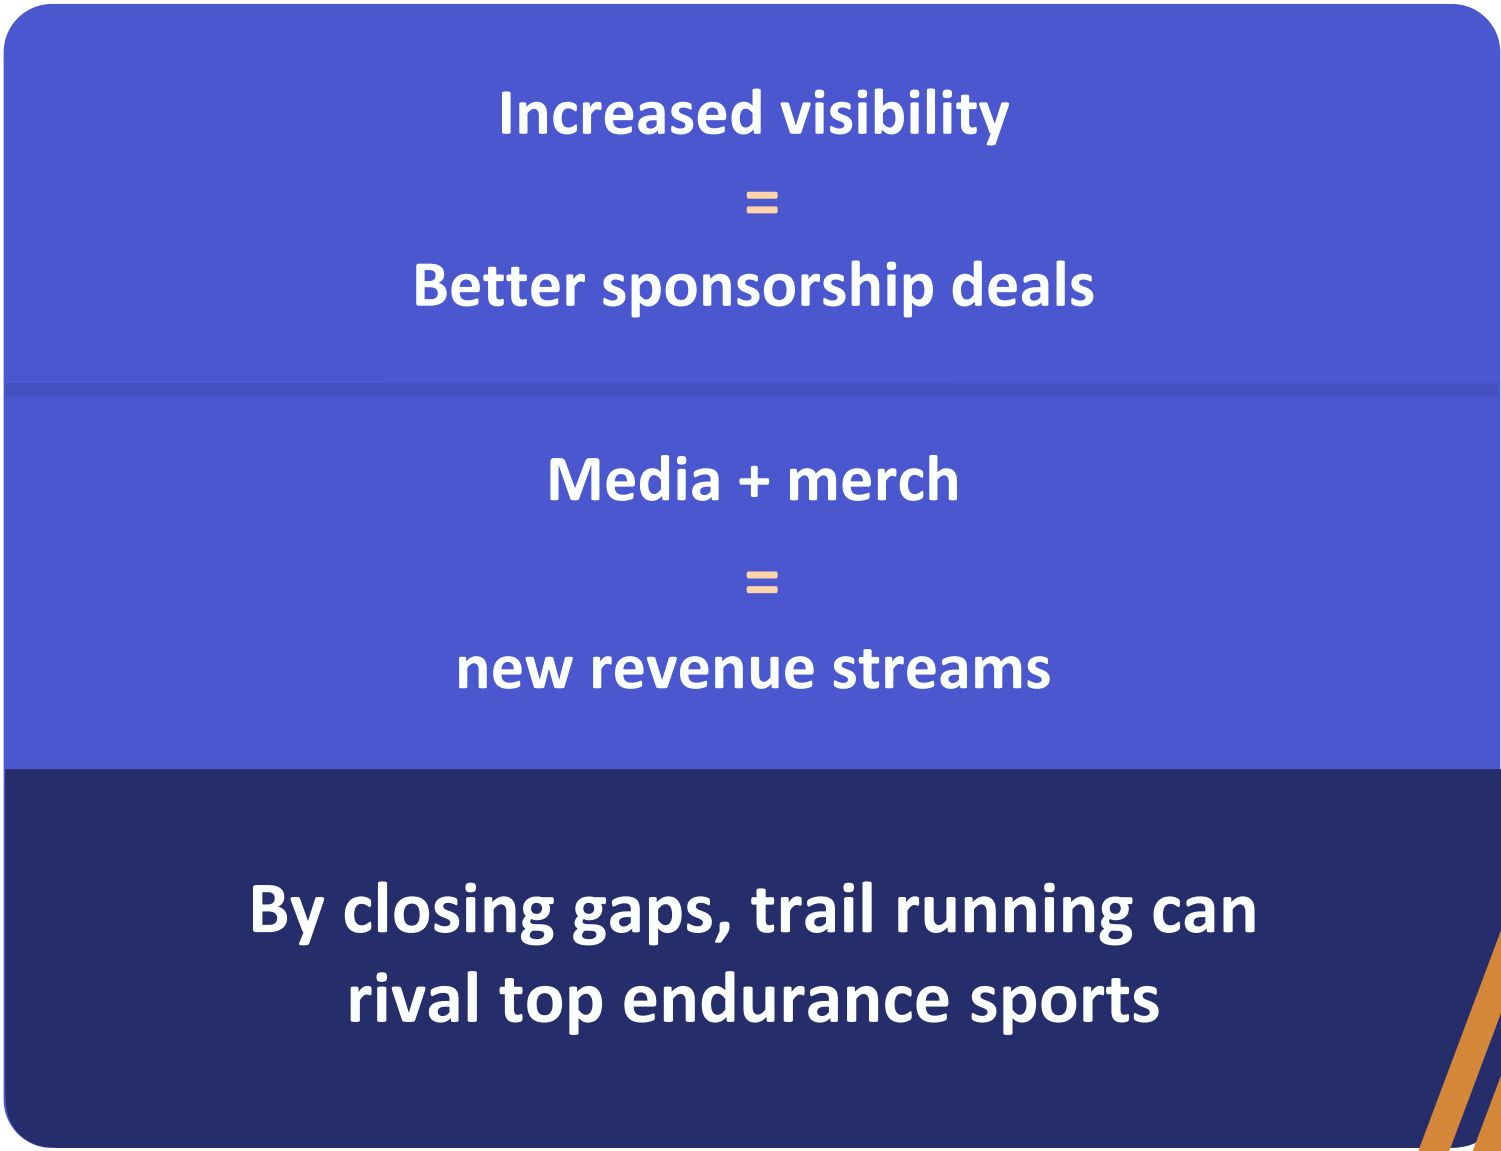 Increased visibility
=
Better sponsorship deals
Media + merch
=
new revenue streams
By closing gaps, trail running can
rival top endurance sports